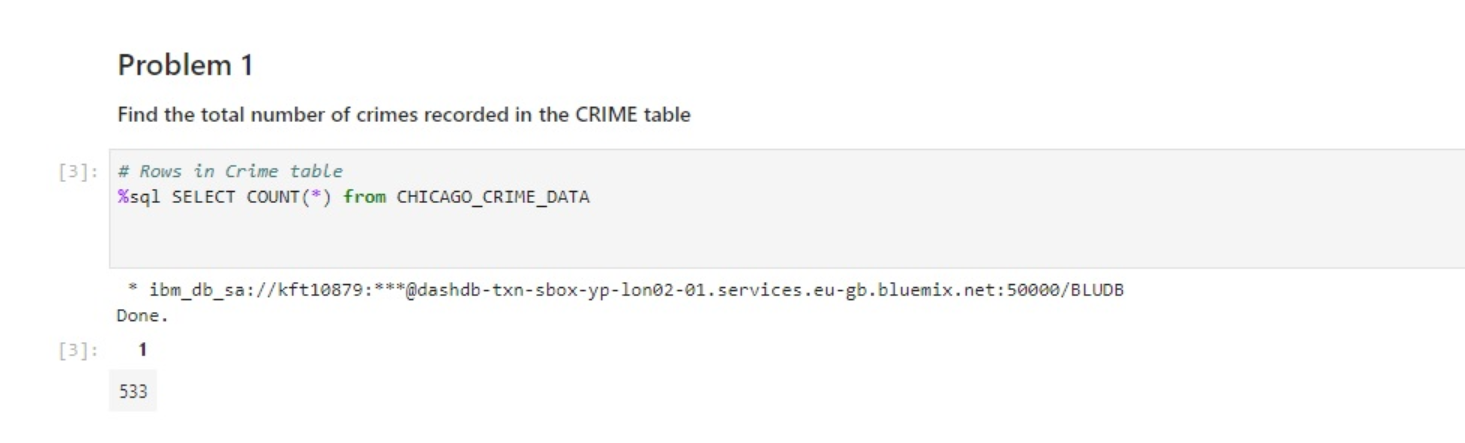 Problem 1
Find the total number of crimes recorded in the CRIME table
[3]: # Rows in Crime table
%sql SELECT COUNT(*) from CHICAGO_CRIME_DATA
* ibm_db_sa://kft10879:***@dashdb-txn-sbox-yp-lon02-01.services.eu-gb.bluemix.net:50000/BLUDB
Done.
[3]: 1
533